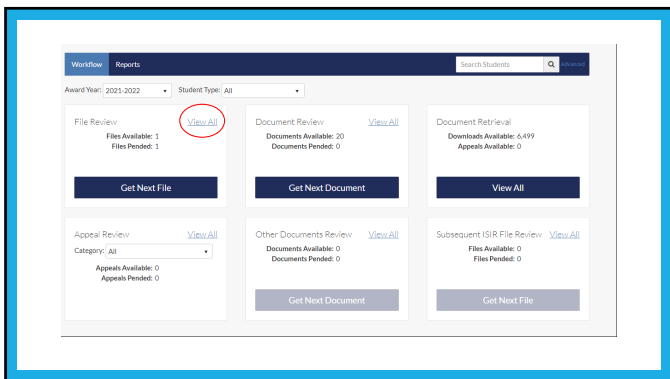 Workflow Reports Search Students Advanced
Award Year: 2021-2022 Student Type: All
File Review View All
Files Available: 1
Files Pended: 1
Get Next File
Document Review View All
Documents Available: 20
Documents Pended: 0
Get Next Document
Document Retrieval
Downloads Available: 6,499
Appeals Available: 0
View All
Appeal Review View All
Category: All
Appeals Available: 0
Appeals Pended: 0
Other Documents Review View All
Documents Available: 0
Documents Pended: 0
Get Next Document
Subsequent ISIR File Review View All
Files Available: 0
Files Pended: 0
Get Next File